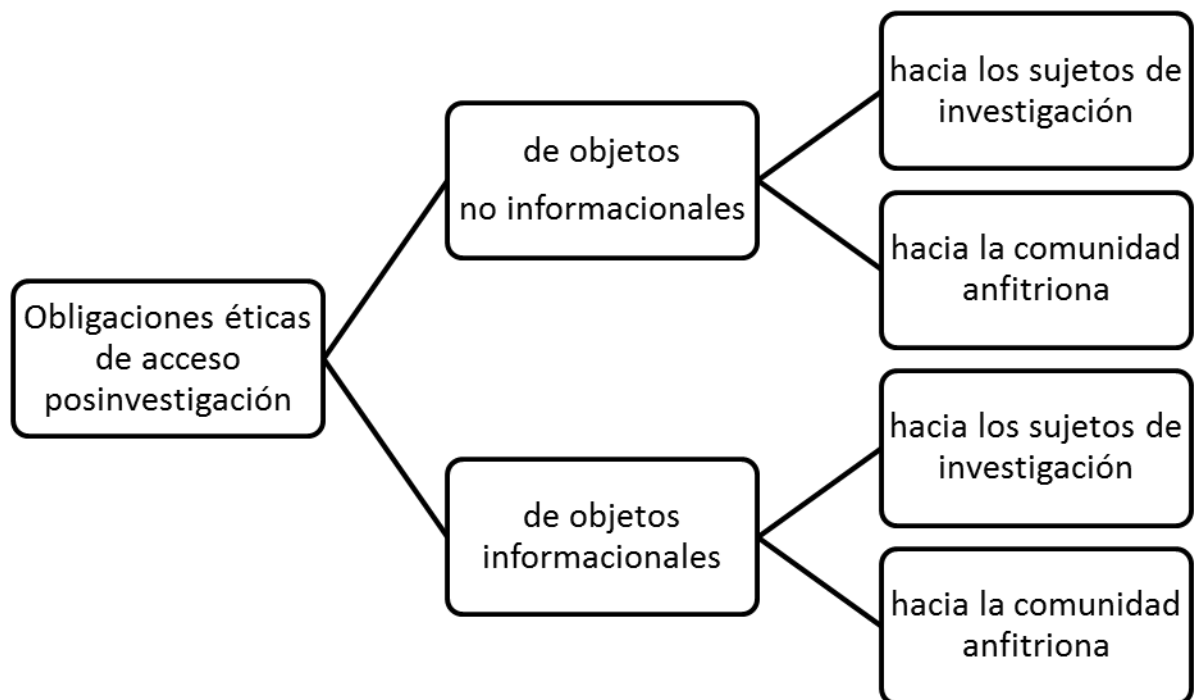 Obligaciones éticas
de acceso
posinvestigación
de objetos
no informacionales
hacia los sujetos de
investigación
hacia la comunidad
anfitriona
de objetos
informacionales
hacia los sujetos de
investigación
hacia la comunidad
anfitriona